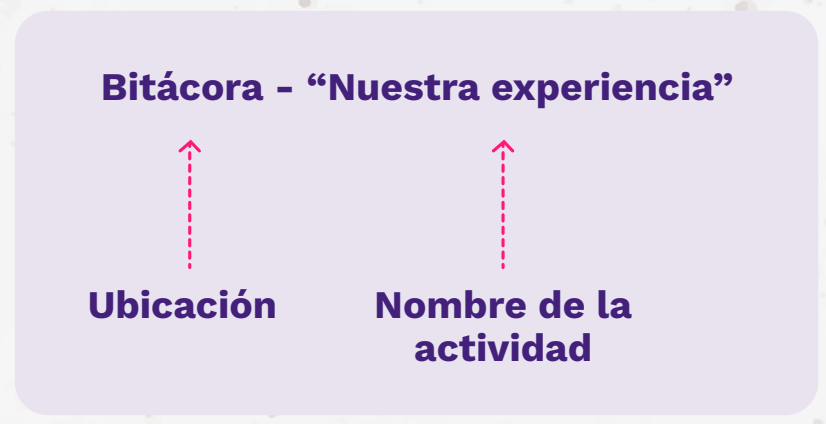 Bitácora - “Nuestra experiencia”
Ubicación
Nombre de la
actividad